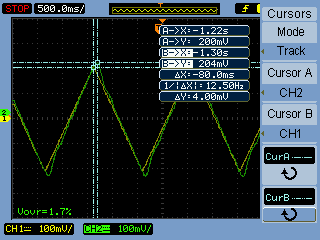 STOP 500.0ms/
Cursors
Mode
Track
Cursor A
CH2
Cursor B
CH1
CurA
CurB
A->X: -1.22s
A->Y: 200mV
B->X: -1.30s
B->Y: 204mV
ΔX: -80.0ms
1/|ΔX|: 12.50Hz
ΔY: 4.00mV
Vovr=1.7%
CH1 100mV/ CH2 100mV/